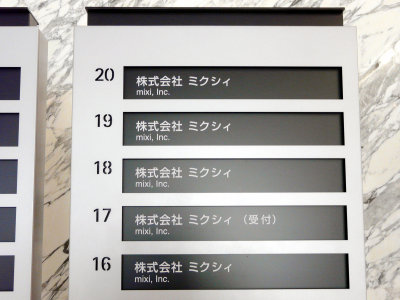 20 株式会社 ミクシィ
mixi, Inc.
19 株式会社 ミクシィ
mixi, Inc.
18 株式会社 ミクシィ
mixi, Inc.
17 株式会社 ミクシィ （受付）
mixi, Inc.
16 株式会社 ミクシィ
mixi, Inc.